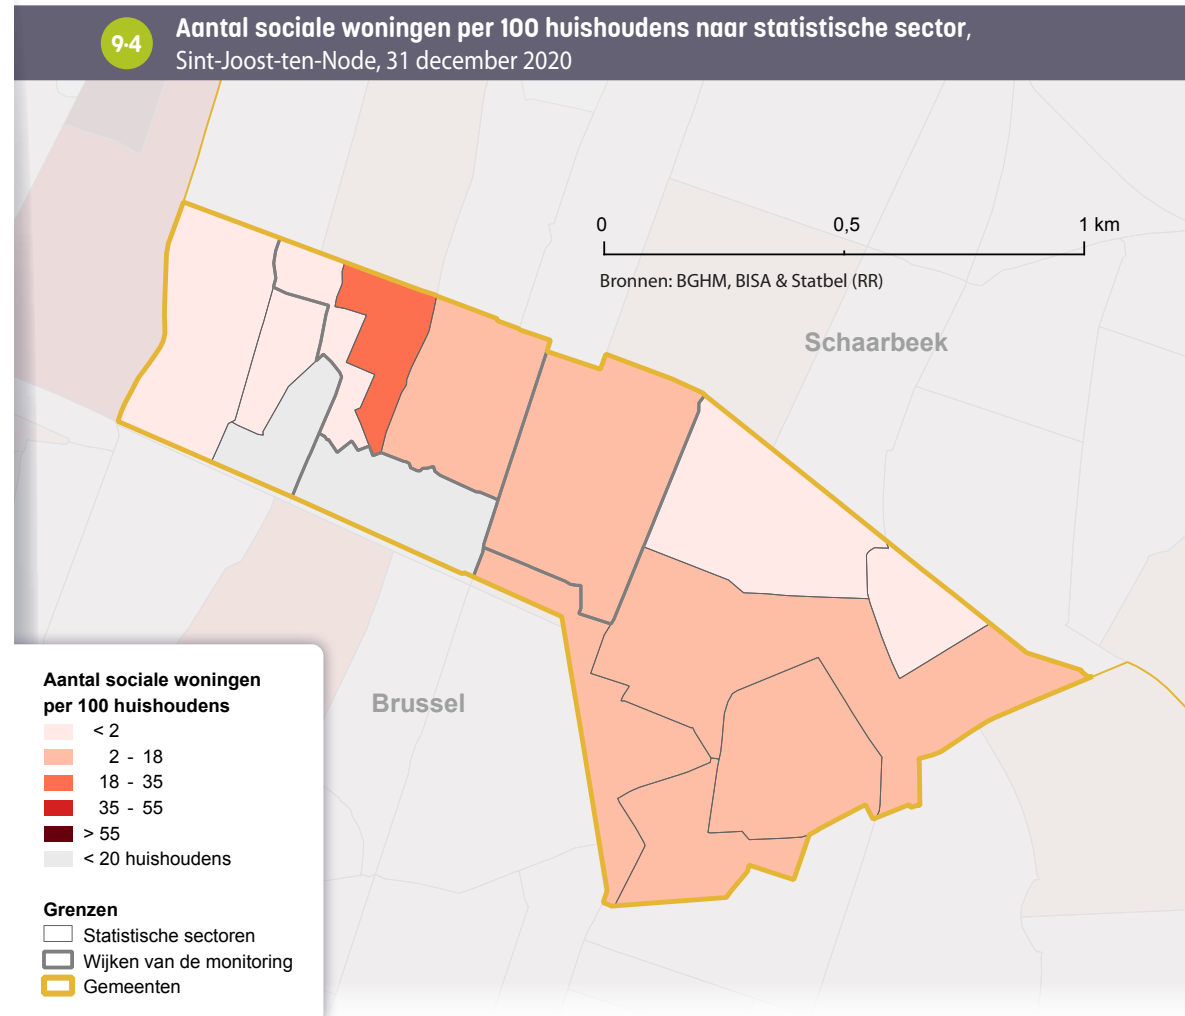 9.4
Aantal sociale woningen per 100 huishoudens naar statistische sector,
Sint-Joost-ten-Node, 31 december 2020
0 0,5 1 km
Bronnen: BGHM, BISA & Statbel (RR)
Schaarbeek
Brussel
Aantal sociale woningen
per 100 huishoudens
< 2
2 - 18
18 - 35
35 - 55
> 55
< 20 huishoudens
Grenzen
Statistische sectoren
Wijken van de monitoring
Gemeenten